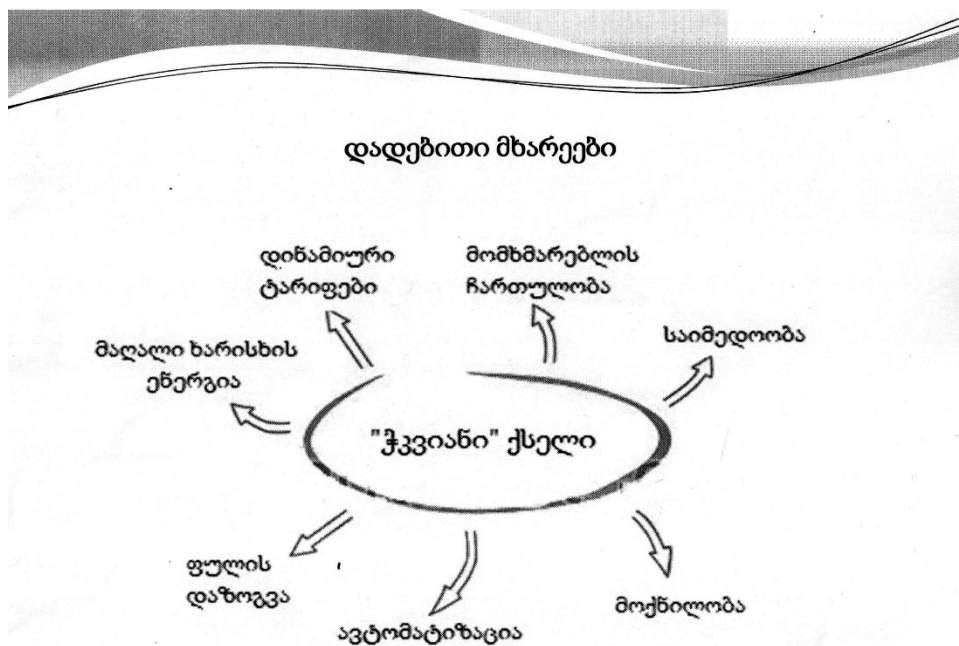 დადებითი მხარეები
დინამიური
ტარიფები
მომხმარებლის
ჩართულობა
საიმედოობა
მაღალი ხარისხის
ენერგია
"ჭკვიანი" ქსელი
ფულის
დაზოგვა
ავტომატიზაცია
მოქნილობა